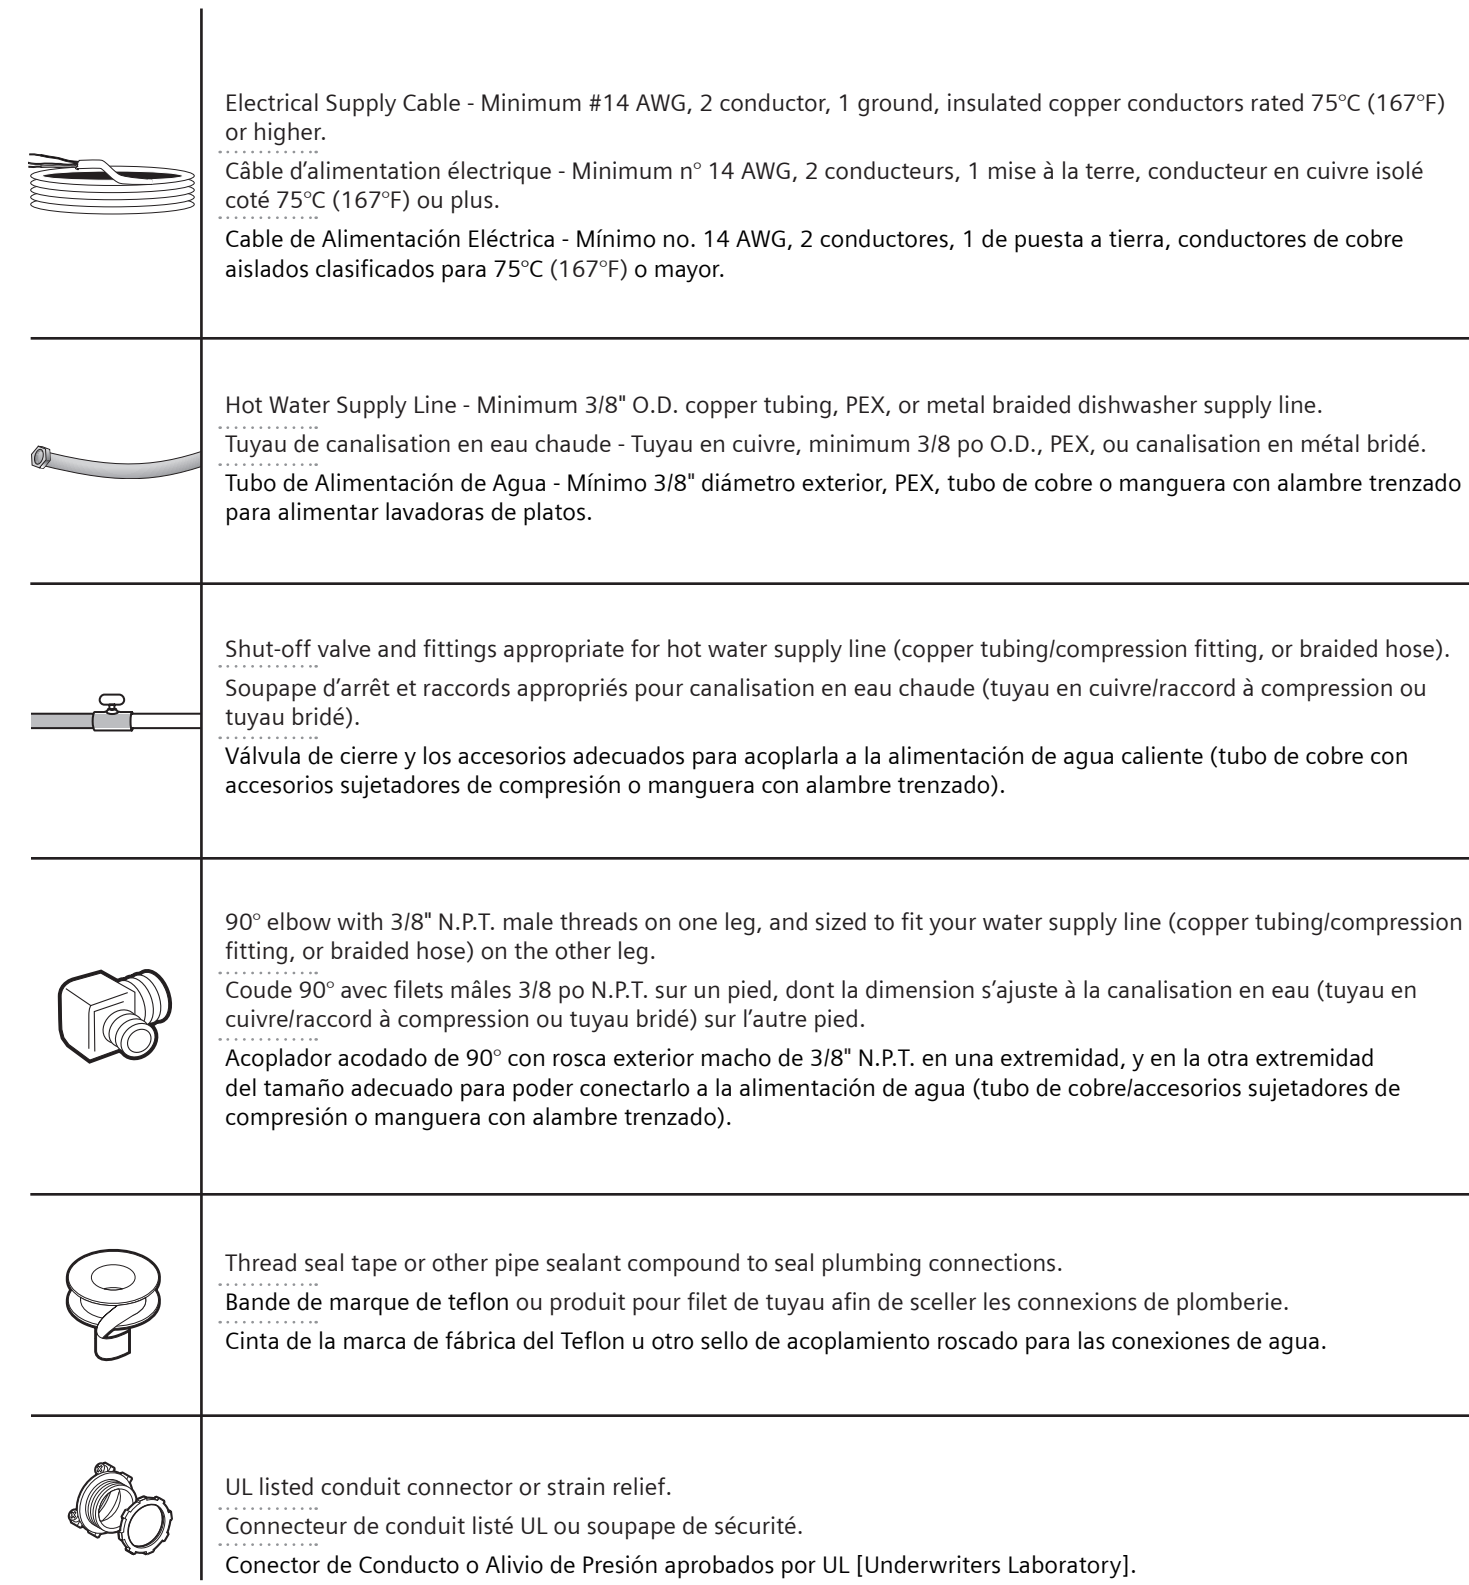 Electrical Supply Cable - Minimum #14 AWG, 2 conductor, 1 ground, insulated copper conductors rated 75°C (167°F)
or higher.
Câble d’alimentation électrique - Minimum n° 14 AWG, 2 conducteurs, 1 mise à la terre, conducteur en cuivre isolé
coté 75°C (167°F) ou plus.
Cable de Alimentación Eléctrica - Mínimo no. 14 AWG, 2 conductores, 1 de puesta a tierra, conductores de cobre
aislados clasificados para 75°C (167°F) o mayor.
Hot Water Supply Line - Minimum 3/8" O.D. copper tubing, PEX, or metal braided dishwasher supply line.
Tuyau de canalisation en eau chaude - Tuyau en cuivre, minimum 3/8 po O.D., PEX, ou canalisation en métal bridé.
Tubo de Alimentación de Agua - Mínimo 3/8" diámetro exterior, PEX, tubo de cobre o manguera con alambre trenzado
para alimentar lavadoras de platos.
Shut-off valve and fittings appropriate for hot water supply line (copper tubing/compression fitting, or braided hose).
Soupape d’arrêt et raccords appropriés pour canalisation en eau chaude (tuyau en cuivre/raccord à compression ou
tuyau bridé).
Válvula de cierre y los accesorios adecuados para acoplarla a la alimentación de agua caliente (tubo de cobre con
accesorios sujetadores de compresión o manguera con alambre trenzado).
90° elbow with 3/8" N.P.T. male threads on one leg, and sized to fit your water supply line (copper tubing/compression
fitting, or braided hose) on the other leg.
Coude 90° avec filets mâles 3/8 po N.P.T. sur un pied, dont la dimension s’ajuste à la canalisation en eau (tuyau en
cuivre/raccord à compression ou tuyau bridé) sur l’autre pied.
Acoplador acodado de 90° con rosca exterior macho de 3/8" N.P.T. en una extremidad, y en la otra extremidad
del tamaño adecuado para poder conectarlo a la alimentación de agua (tubo de cobre/accesorios sujetadores de
compresión o manguera con alambre trenzado).
Thread seal tape or other pipe sealant compound to seal plumbing connections.
Bande de marque de teflon ou produit pour filet de tuyau afin de sceller les connexions de plomberie.
Cinta de la marca de fábrica del Teflon u otro sello de acoplamiento roscado para las conexiones de agua.
UL listed conduit connector or strain relief.
Connecteur de conduit listé UL ou soupape de sécurité.
Conector de Conducto o Alivio de Presión aprobados por UL [Underwriters Laboratory].